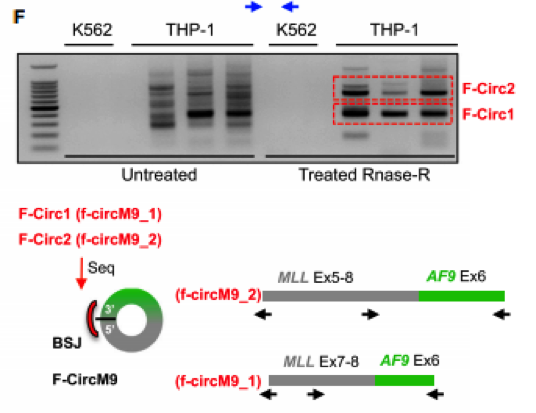 F
K562 THP-1 K562 THP-1
F-Circ2
F-Circ1
Untreated Treated Rnase-R
F-Circ1 (f-circM9_1)
F-Circ2 (f-circM9_2)
Seq
MLL Ex5-8 AF9 Ex6
(f-circM9_2)
3'
5'
BSJ
MLL Ex7-8 AF9 Ex6
F-CircM9 (f-circM9_1)